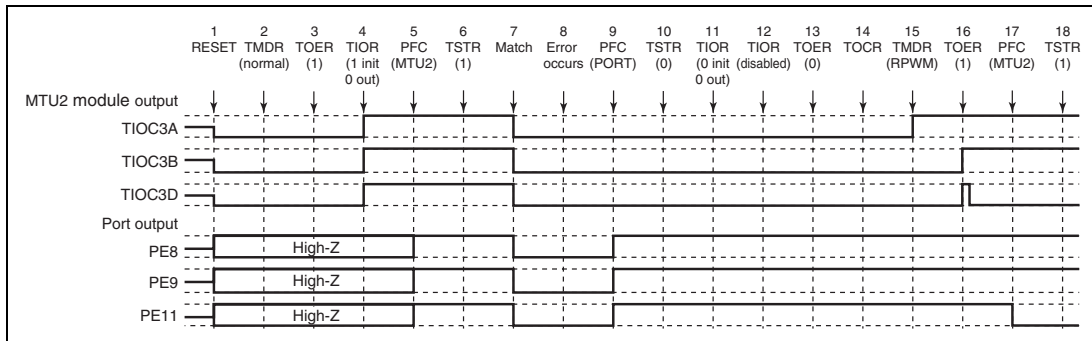 1 2 3 4 5 6 7 8 9 10 11 12 13 14 15 16 17 18
RESET TMDR TOER TIOR PFC TSTR Match Error PFC TSTR TIOR TIOR TOER TOCR TMDR TOER PFC TSTR
(normal) (1) (1 init (MTU2) (1) occurs (PORT) (0) (0 init (disabled) (0) (RPWM) (1) (MTU2) (1)
0 out) 0 out)
MTU2 module output
TIOC3A
TIOC3B
TIOC3D
Port output
PE8 High-Z
PE9 High-Z
PE11 High-Z